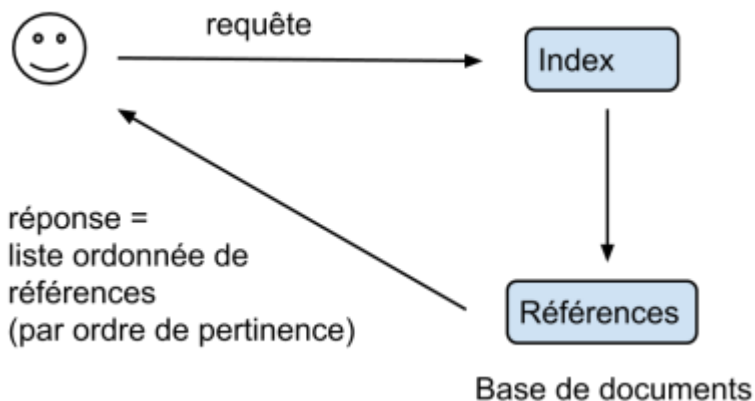 requête
Index
réponse =
liste ordonnée de
références
(par ordre de pertinence)
Références
Base de documents